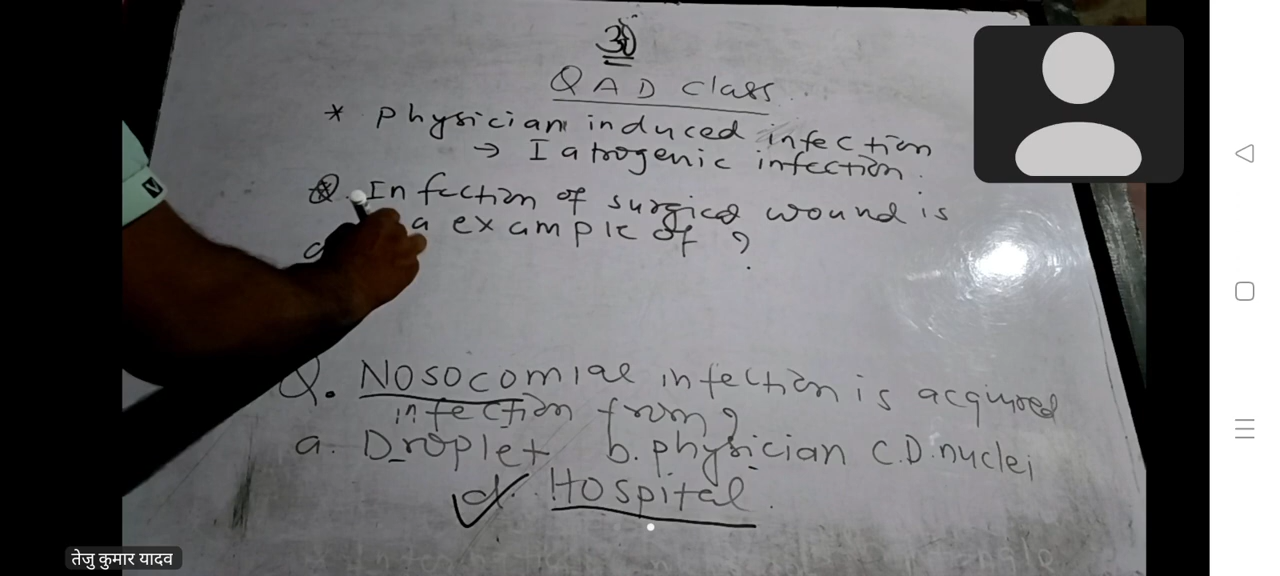 30
Q A D class
* Physician induced infection
→ Iatrogenic infection.
Q. Infection of surgical wound is
a example of ?
a
Q. Nosocomial infection is acquired
infection from ?
a. Droplet b. physician C. D. nuclei
d. Hospital.
तेजु कुमार यादव